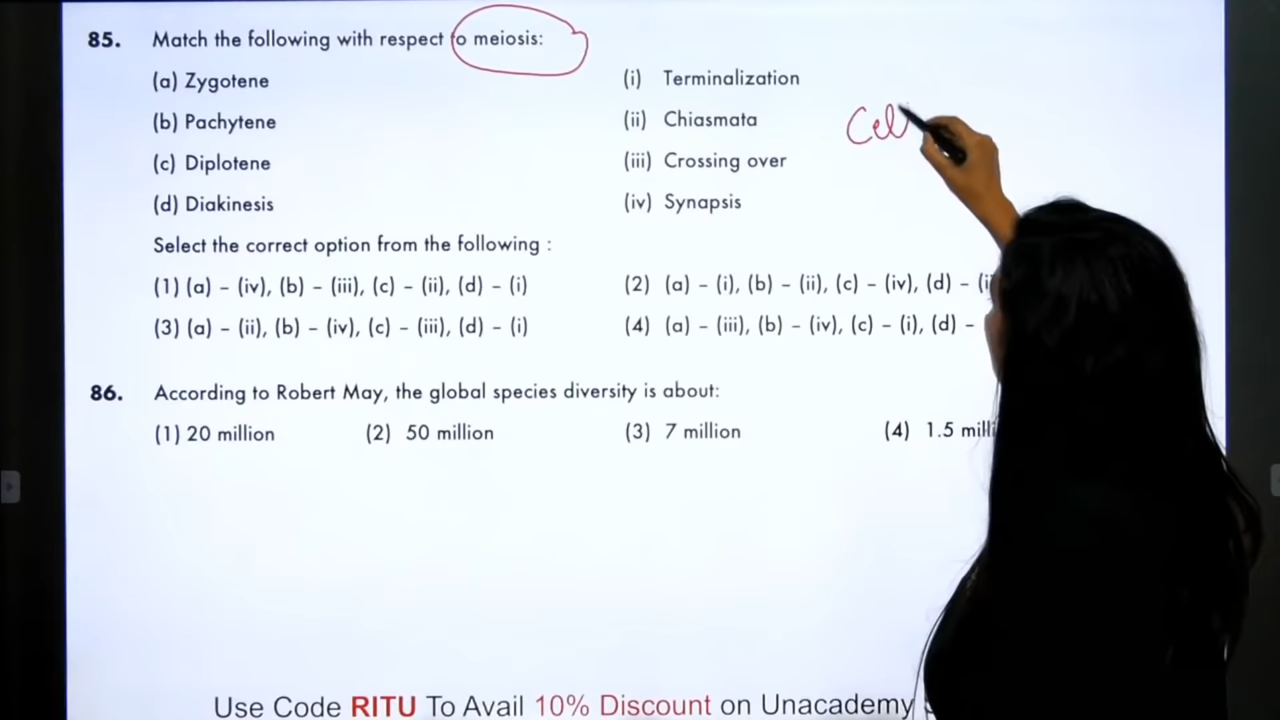 85. Match the following with respect to meiosis:
(a) Zygotene (i) Terminalization
(b) Pachytene (ii) Chiasmata
Cel
(c) Diplotene (iii) Crossing over
(d) Diakinesis (iv) Synapsis
Select the correct option from the following :
(1) (a) – (iv), (b) – (iii), (c) – (ii), (d) – (i) (2) (a) – (i), (b) – (ii), (c) – (iv), (d) –
(3) (a) – (ii), (b) – (iv), (c) – (iii), (d) – (i) (4) (a) – (iii), (b) – (iv), (c) – (i), (d) –
86. According to Robert May, the global species diversity is about:
(1) 20 million (2) 50 million (3) 7 million (4) 1.5
Use Code RITU To Avail 10% Discount on Unacademy